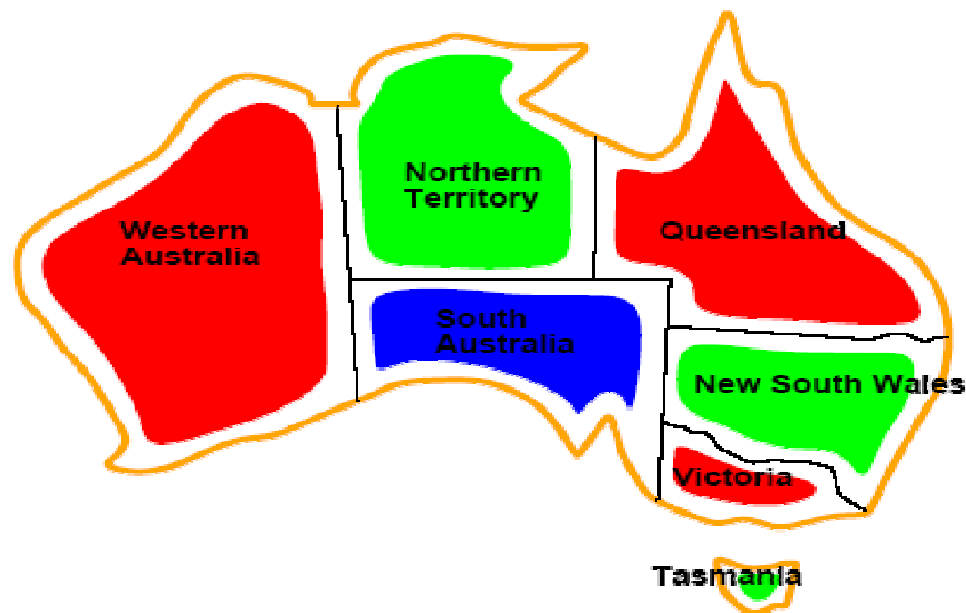 Northern
Territory
Western
Australia
Queensland
South
Australia
New South Wales
Victoria
Tasmania